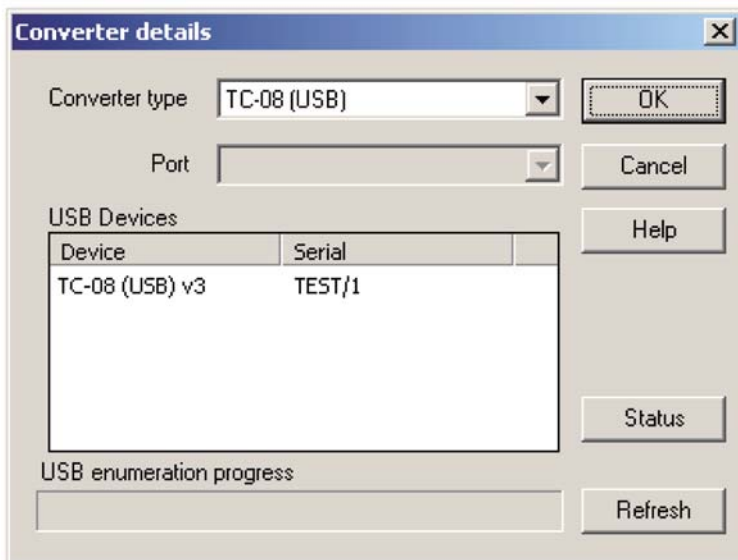 Converter details
Converter type TC-08 (USB) OK
Port Cancel
USB Devices
Help
Device Serial
TC-08 (USB) v3 TEST/1
Status
USB enumeration progress
Refresh